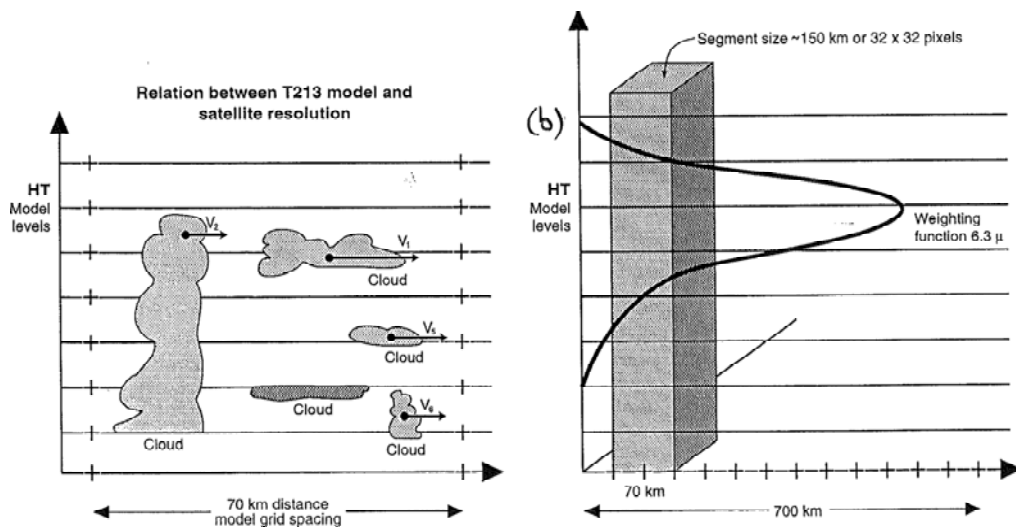 Relation between T213 model and
satellite resolution
HT
Model
levels
V₂
V₁
Cloud
V₅
Cloud
Cloud
V₆
Cloud
Cloud
70 km distance
model grid spacing
(b)
Segment size ~150 km or 32 x 32 pixels
HT
Model
levels
Weighting
function 6.3 μ
70 km
700 km